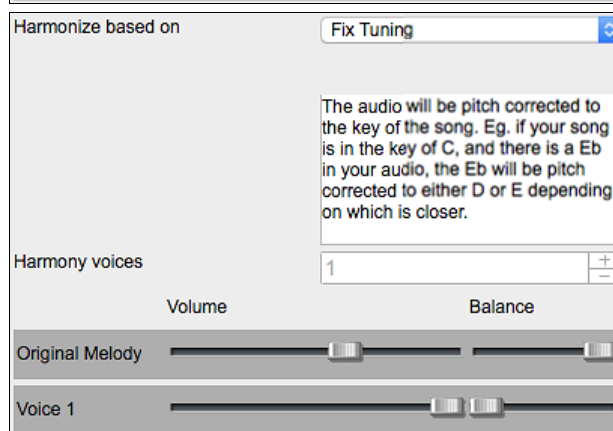 Harmonize based on
Fix Tuning
The audio will be pitch corrected to
the key of the song. Eg. if your song
is in the key of C, and there is a Eb
in your audio, the Eb will be pitch
corrected to either D or E depending
on which is closer.
Harmony voices
1
+
−
Volume
Balance
Original Melody
Voice 1